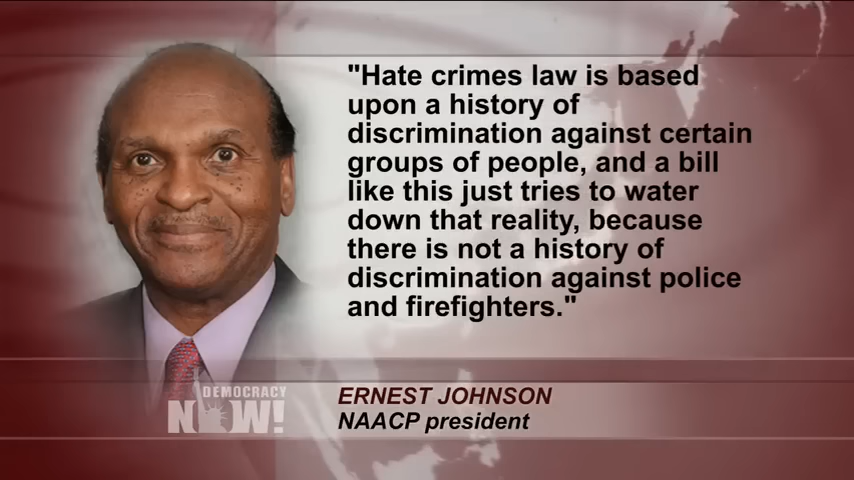 "Hate crimes law is based
upon a history of
discrimination against certain
groups of people, and a bill
like this just tries to water
down that reality, because
there is not a history of
discrimination against police
and firefighters."
DEMOCRACY
NOW!
ERNEST JOHNSON
NAACP president